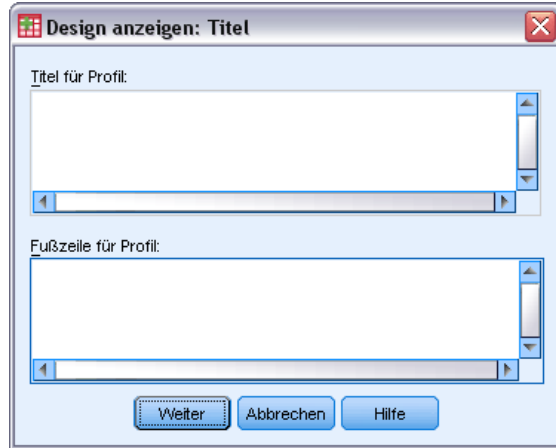 Design anzeigen: Titel
Titel für Profil:
Fußzeile für Profil:
Weiter Abbrechen Hilfe